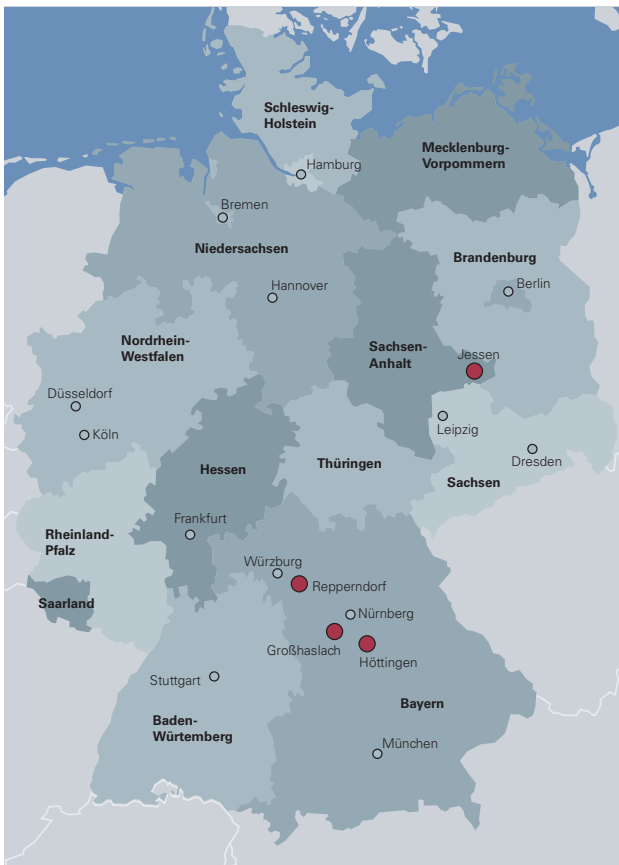 Schleswig-
Holstein
Mecklenburg-
Vorpommern
Hamburg
Bremen
Niedersachsen
Brandenburg
Berlin
Hannover
Nordrhein-
Westfalen
Sachsen-
Anhalt
Jessen
Düsseldorf
Köln
Leipzig
Dresden
Hessen
Thüringen
Sachsen
Frankfurt
Rheinland-
Pfalz
Würzburg
Repperndorf
Saarland
Nürnberg
Großhaslach
Höttingen
Stuttgart
Bayern
Baden-
Würtemberg
München